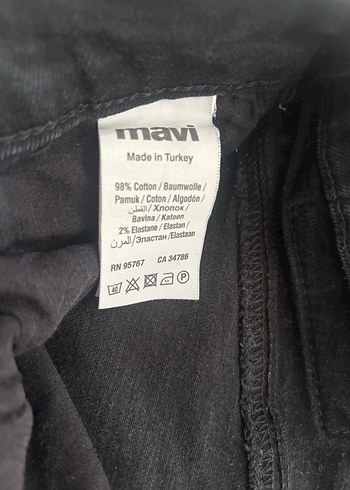 mavi
Made in Turkey
98% Cotton / Baumwolle /
Pamuk / Coton / Algodón /
القطن / Хлопок /
Bavlna / Katoen
2% Elastane / Elastan /
المرن / Эластан /Elastaan
RN 95767 CA 34786
40 P